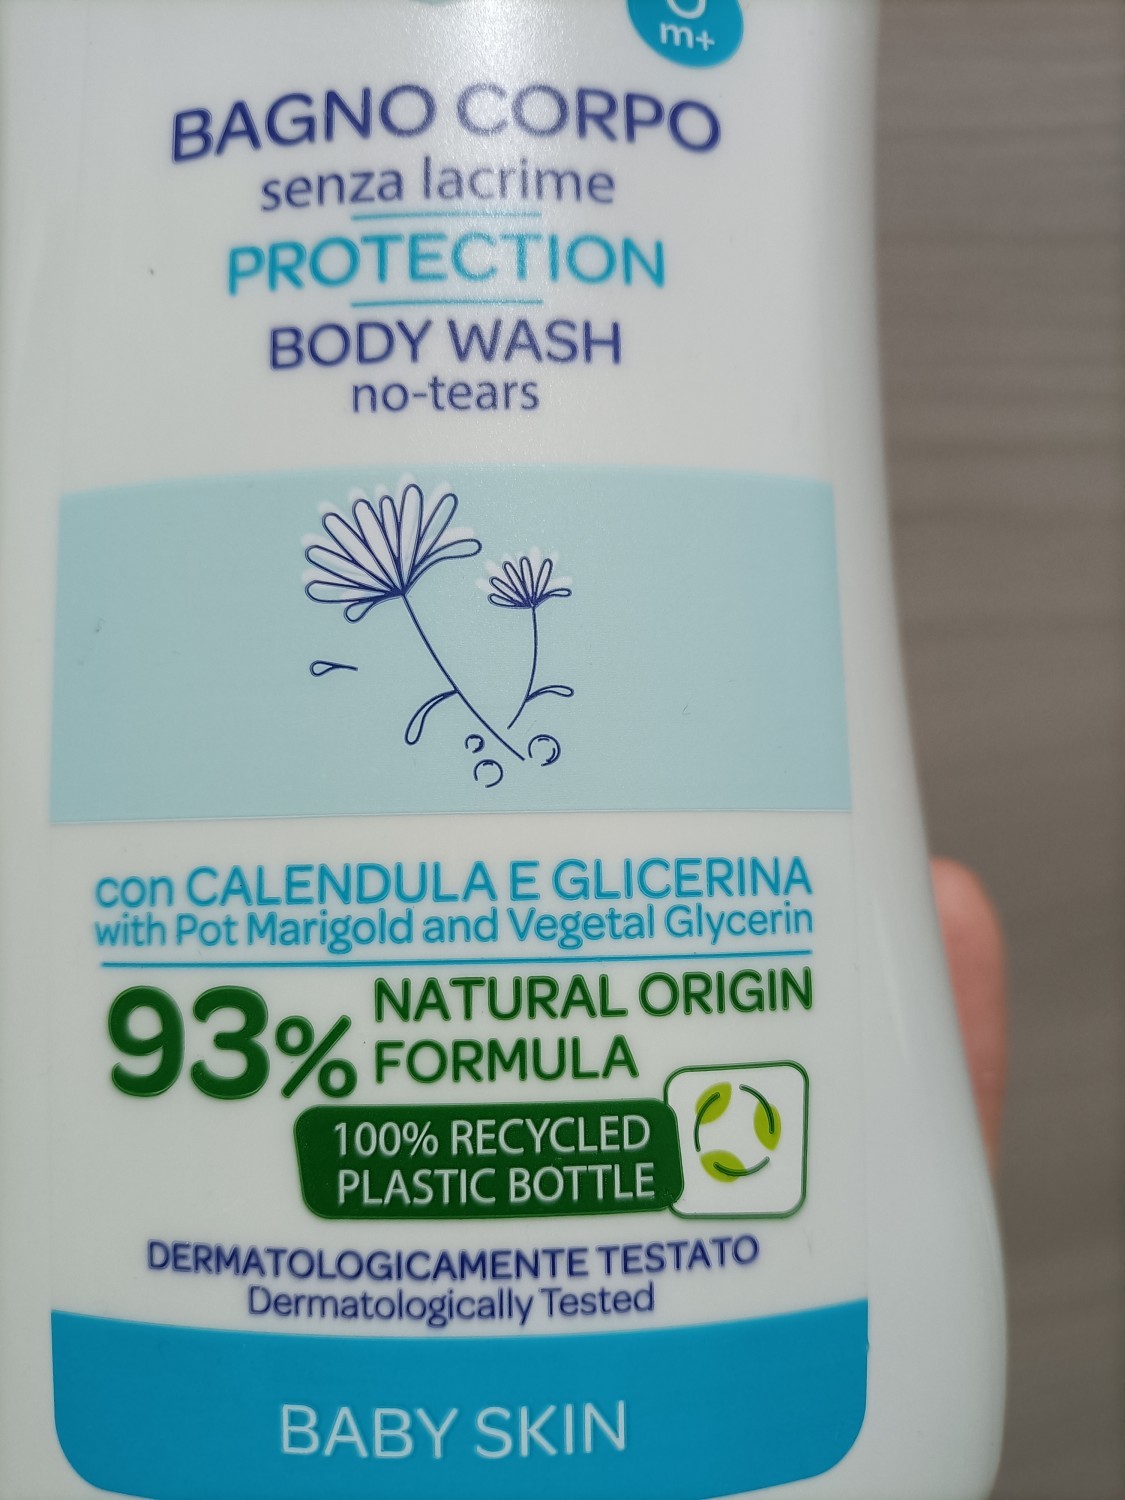 0
m+
BAGNO CORPO
senza lacrime
PROTECTION
BODY WASH
no-tears
con CALENDULA E GLICERINA
with Pot Marigold and Vegetal Glycerin
93% NATURAL ORIGIN
FORMULA
100% RECYCLED
PLASTIC BOTTLE
DERMATOLOGICAMENTE TESTATO
Dermatologically Tested
BABY SKIN